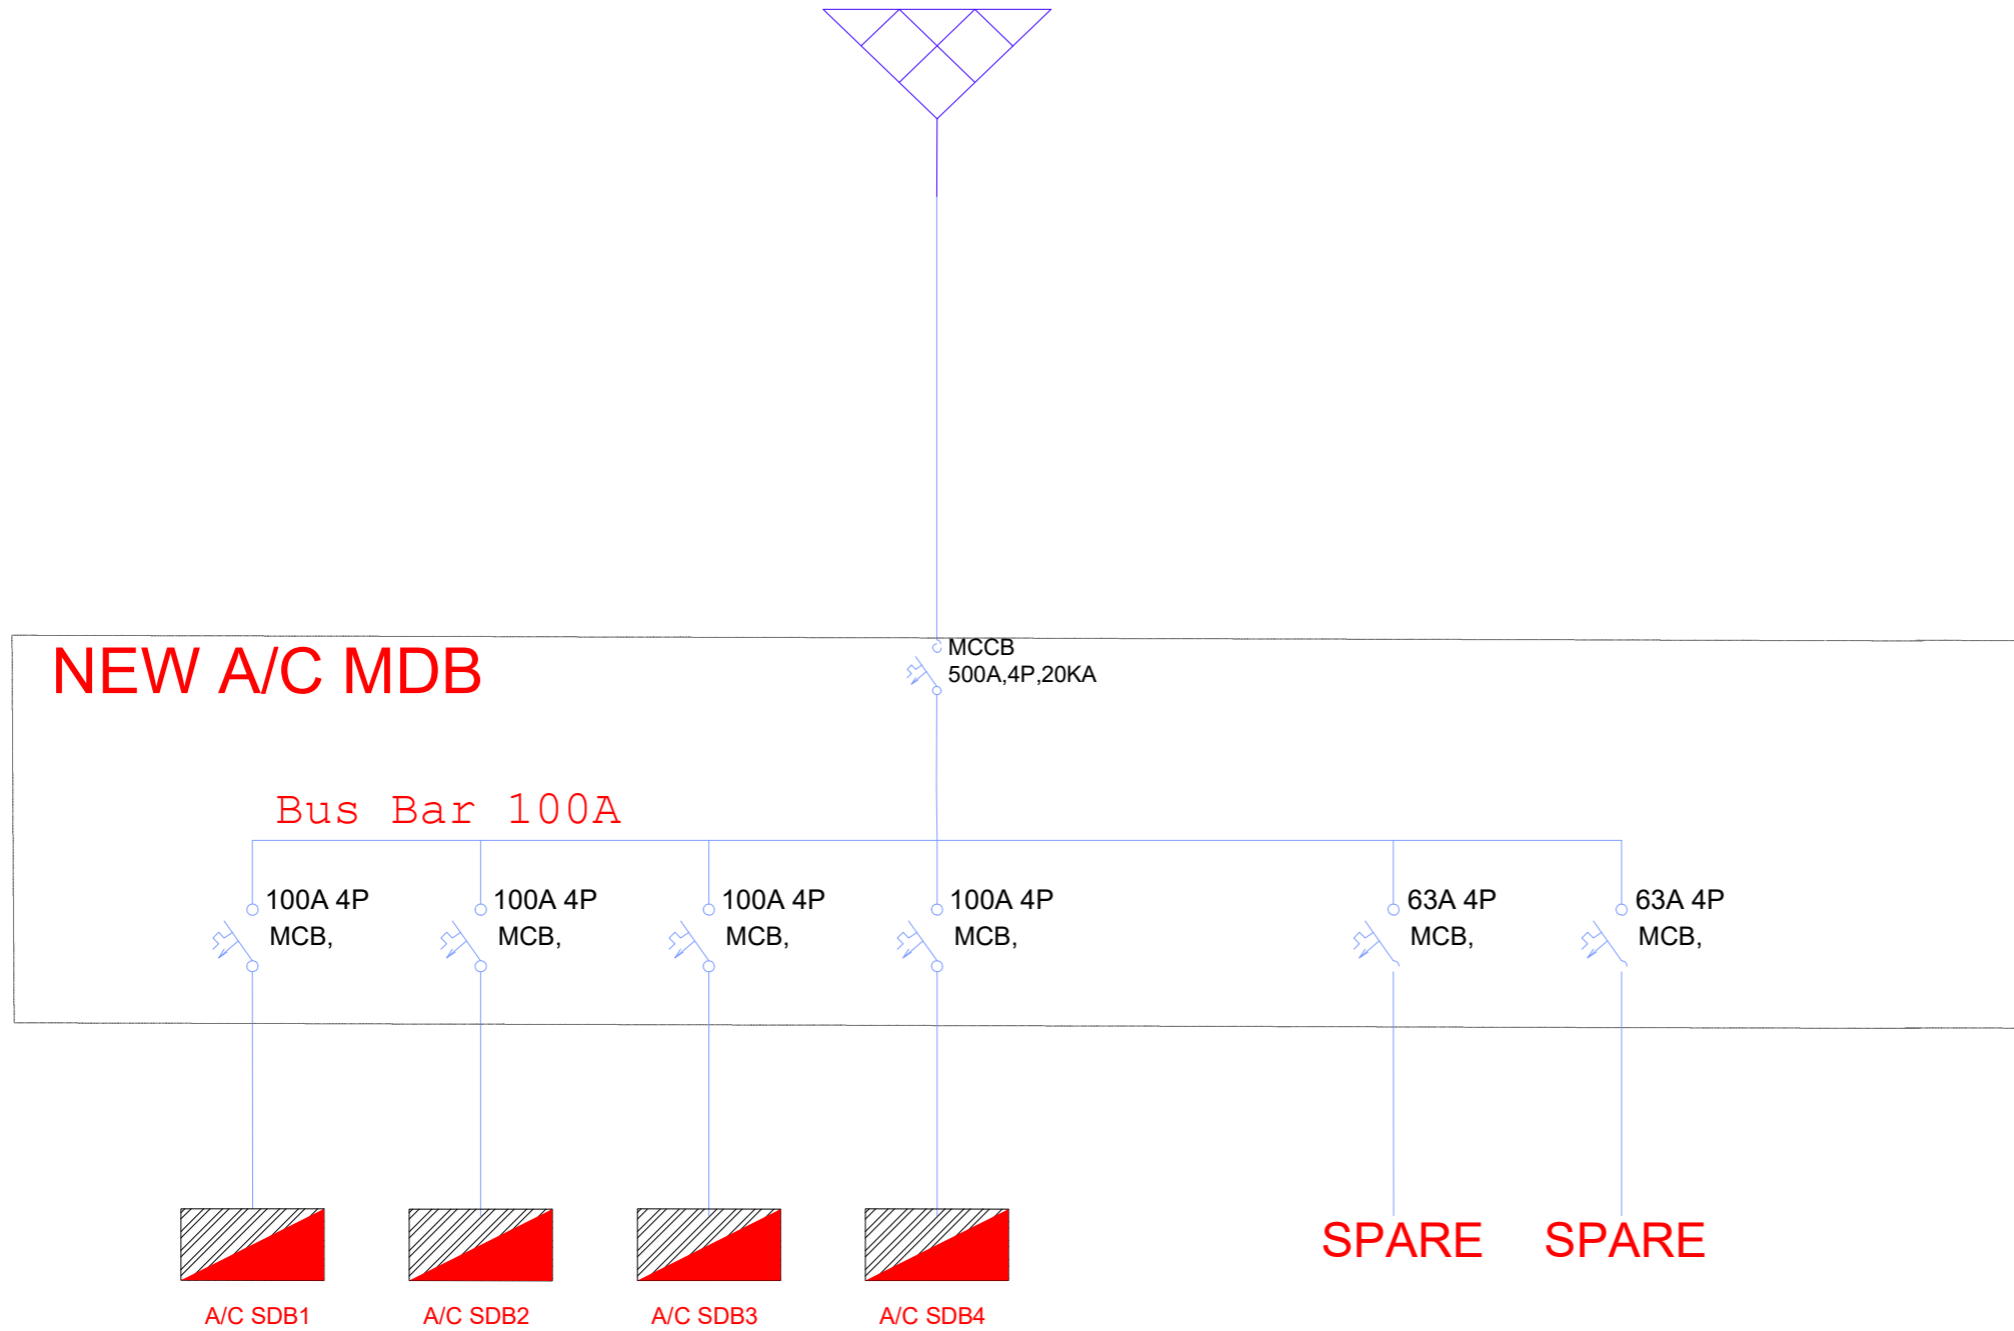 MCCB
500A,4P,20KA
NEW A/C MDB
Bus Bar 100A
100A 4P
MCB,
100A 4P
MCB,
100A 4P
MCB,
100A 4P
MCB,
63A 4P
MCB,
63A 4P
MCB,
SPARE
SPARE
A/C SDB1
A/C SDB2
A/C SDB3
A/C SDB4